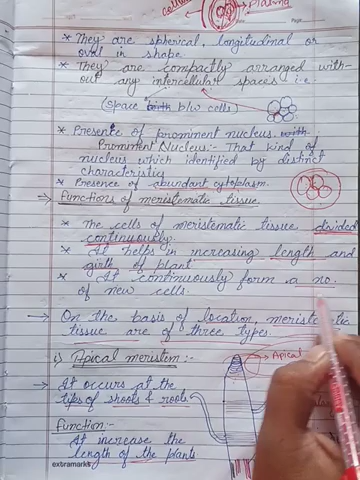 Plasma
Date Page
* They are spherical, longitudinal or
oval in shape.
* They are compactly arranged with-
out any intercellular spaces i.e.
(space birth b/w cells)
* Presence of prominent nucleus. with.
Prominent Nucleus:- That kind of
nucleus which identified by distinct
characteristics
* Presence of abundant cytoplasm.
⇒ Functions of meristematic tissue
* The cells of meristematic tissue divided
continuously.
* It helps in increasing length and
girth of plant
* It continuously form a no.
of new cells.
→ On the basis of location, meristematic
tissue are of three types.
i) Apical meristem:-
Apical
→ It occurs at the
tips of shoots & roots
Function:-
It increase the
length of the plants
extramarks